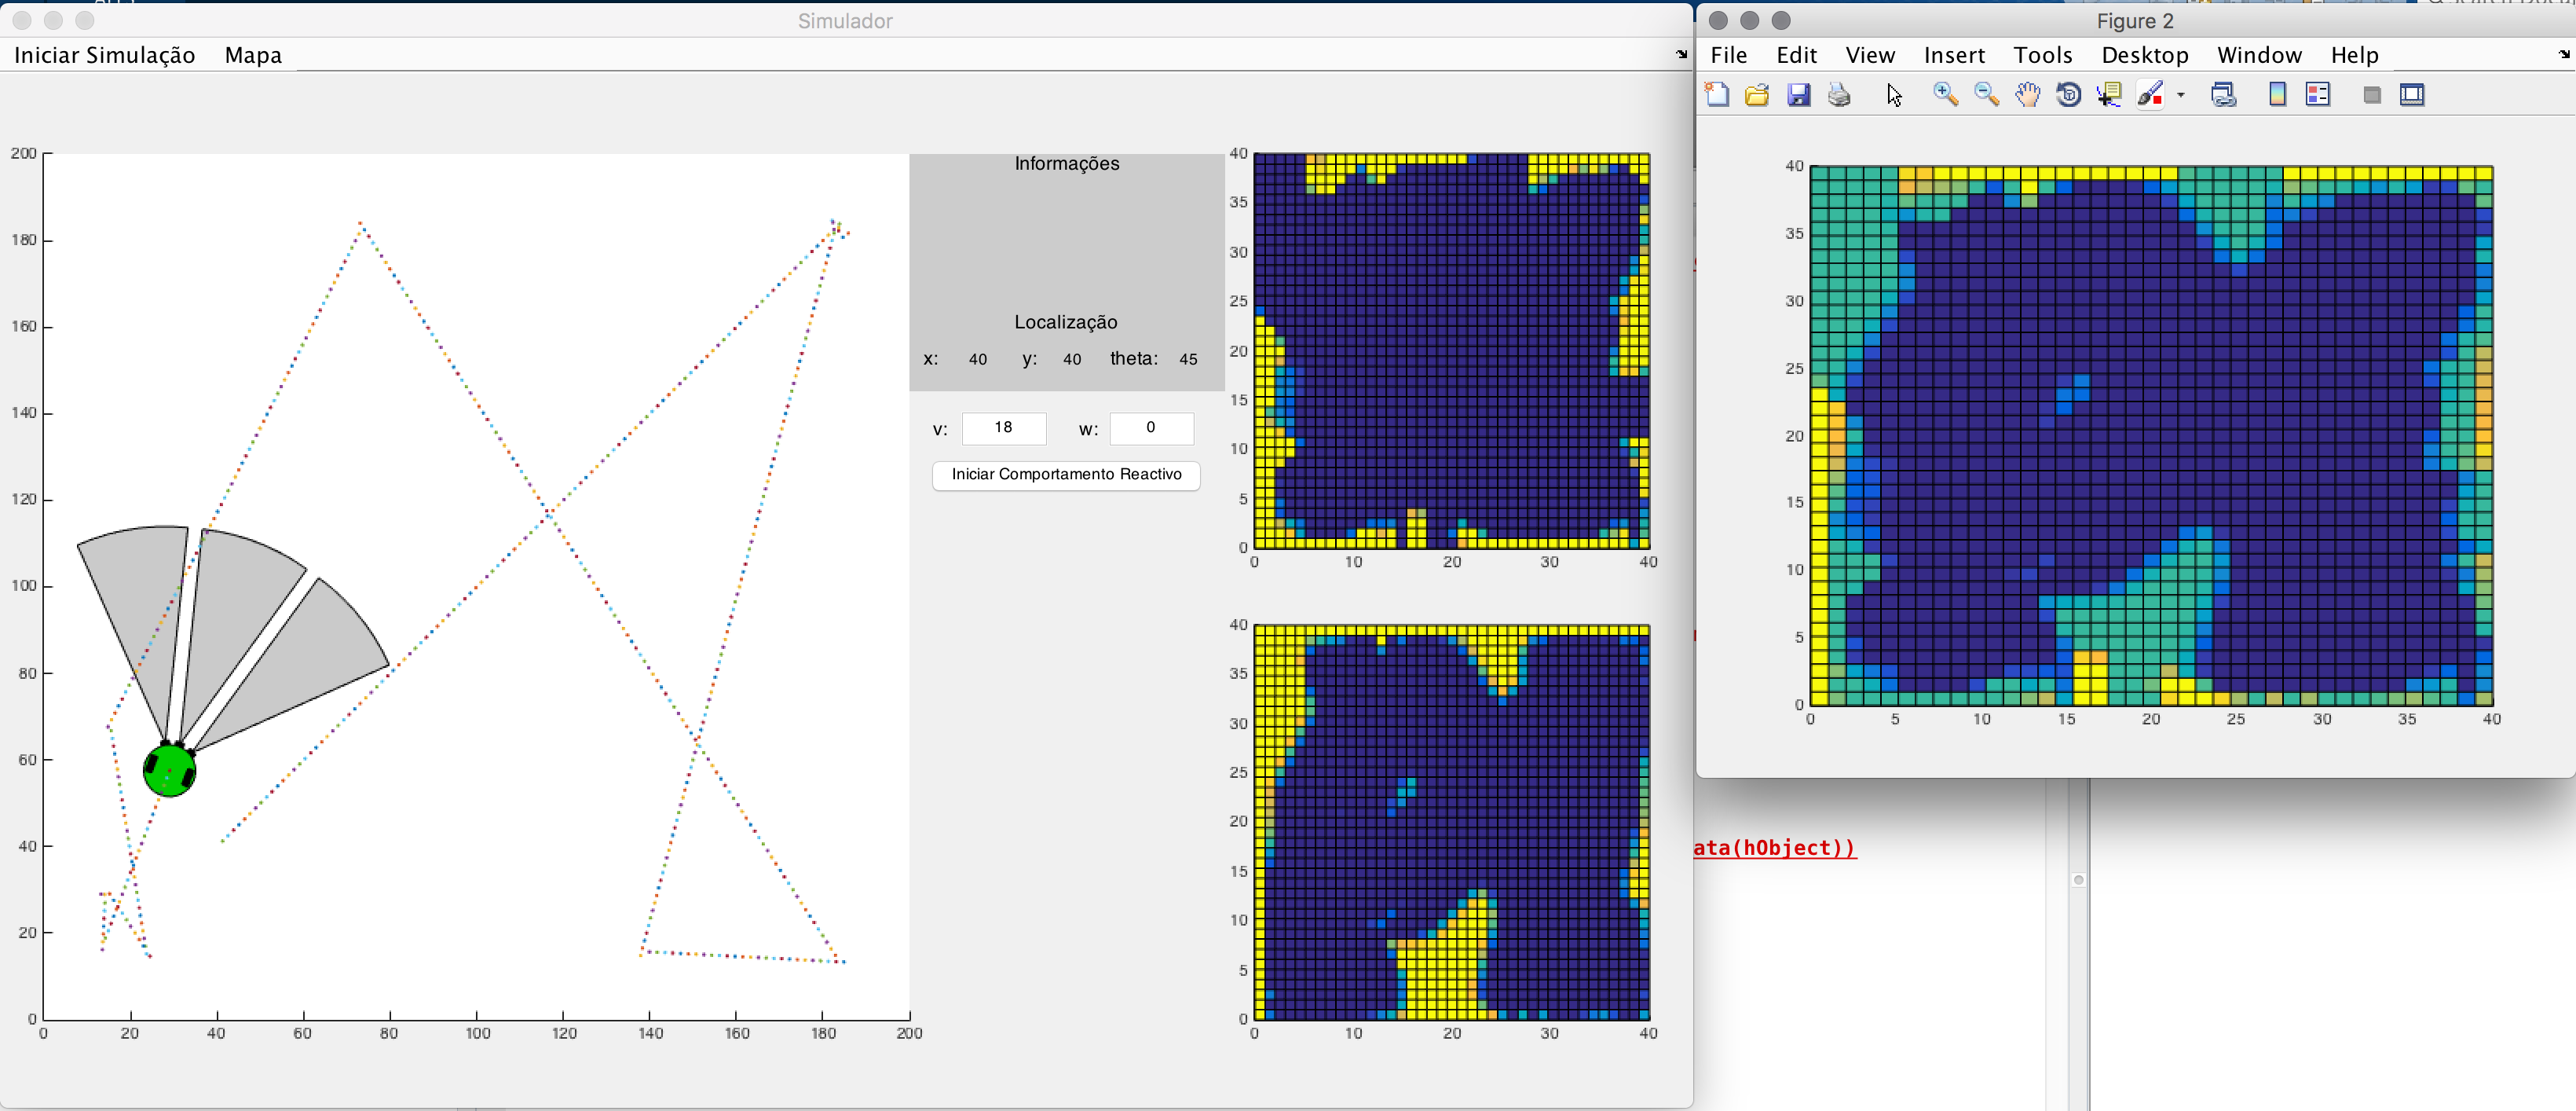 Simulador
Iniciar Simulação Mapa
200
180
160
140
120
100
80
60
40
20
0
0 20 40 60 80 100 120 140 160 180 200
Informações
Localização
x: 40 y: 40 theta: 45
v: 18 w: 0
Iniciar Comportamento Reactivo
40
35
30
25
20
15
10
5
0
0 10 20 30 40
40
35
30
25
20
15
10
5
0
0 10 20 30 40
Figure 2
File Edit View Insert Tools Desktop Window Help
40
35
30
25
20
15
10
5
0
0 5 10 15 20 25 30 35 40
ata(hObject))